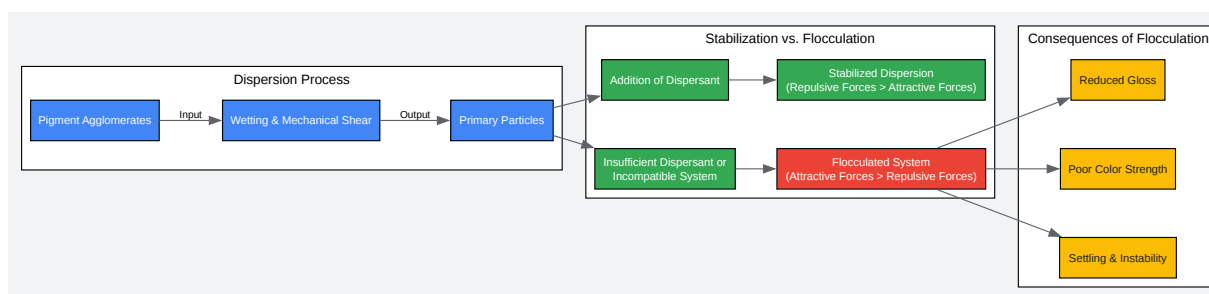 Dispersion Process
Pigment Agglomerates
Input
Wetting & Mechanical Shear
Output
Primary Particles
Stabilization vs. Flocculation
Addition of Dispersant
Stabilized Dispersion
(Repulsive Forces > Attractive Forces)
Insufficient Dispersant or
Incompatible System
Flocculated System
(Attractive Forces > Repulsive Forces)
Consequences of Flocculation
Reduced Gloss
Poor Color Strength
Settling & Instability